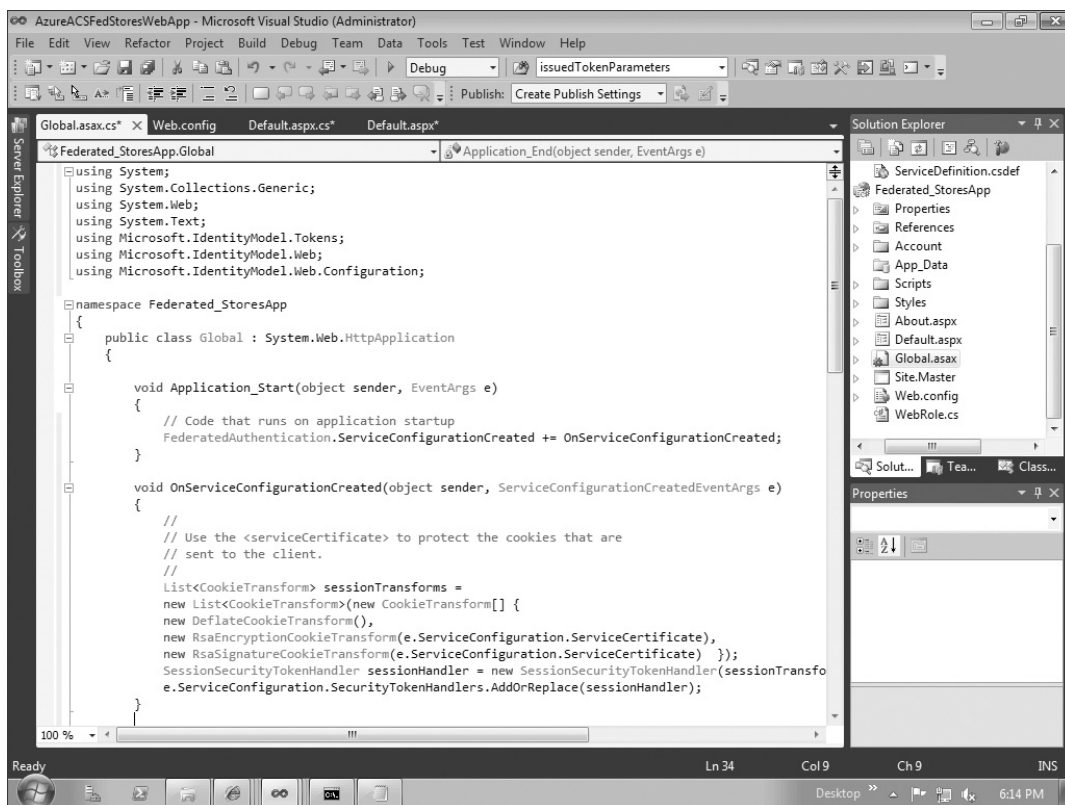 AzureACSFedStoresWebApp - Microsoft Visual Studio (Administrator)
File Edit View Refactor Project Build Debug Team Data Tools Test Window Help
Debug issuedTokenParameters
Publish: Create Publish Settings
Global.asax.cs* Web.config Default.aspx.cs* Default.aspx*
Federated_StoresApp.Global Application_End(object sender, EventArgs e)
using System;
using System.Collections.Generic;
using System.Web;
using System.Text;
using Microsoft.IdentityModel.Tokens;
using Microsoft.IdentityModel.Web;
using Microsoft.IdentityModel.Web.Configuration;
namespace Federated_StoresApp
{
public class Global : System.Web.HttpApplication
{
void Application_Start(object sender, EventArgs e)
{
// Code that runs on application startup
FederatedAuthentication.ServiceConfigurationCreated += OnServiceConfigurationCreated;
}
void OnServiceConfigurationCreated(object sender, ServiceConfigurationCreatedEventArgs e)
{
//
// Use the <serviceCertificate> to protect the cookies that are
// sent to the client.
//
List<CookieTransform> sessionTransforms =
new List<CookieTransform>(new CookieTransform[] {
new DeflateCookieTransform(),
new RsaEncryptionCookieTransform(e.ServiceConfiguration.ServiceCertificate),
new RsaSignatureCookieTransform(e.ServiceConfiguration.ServiceCertificate) });
SessionSecurityTokenHandler sessionHandler = new SessionSecurityTokenHandler(sessionTransfo
e.ServiceConfiguration.SecurityTokenHandlers.AddOrReplace(sessionHandler);
}
100 %
Server Explorer
Toolbox
Solution Explorer
ServiceDefinition.csdef
Federated_StoresApp
Properties
References
Account
App_Data
Scripts
Styles
About.aspx
Default.aspx
Global.asax
Site.Master
Web.config
WebRole.cs
Solut... Tea... Class...
Properties
Ready Ln 34 Col 9 Ch 9 INS
Desktop 6:14 PM